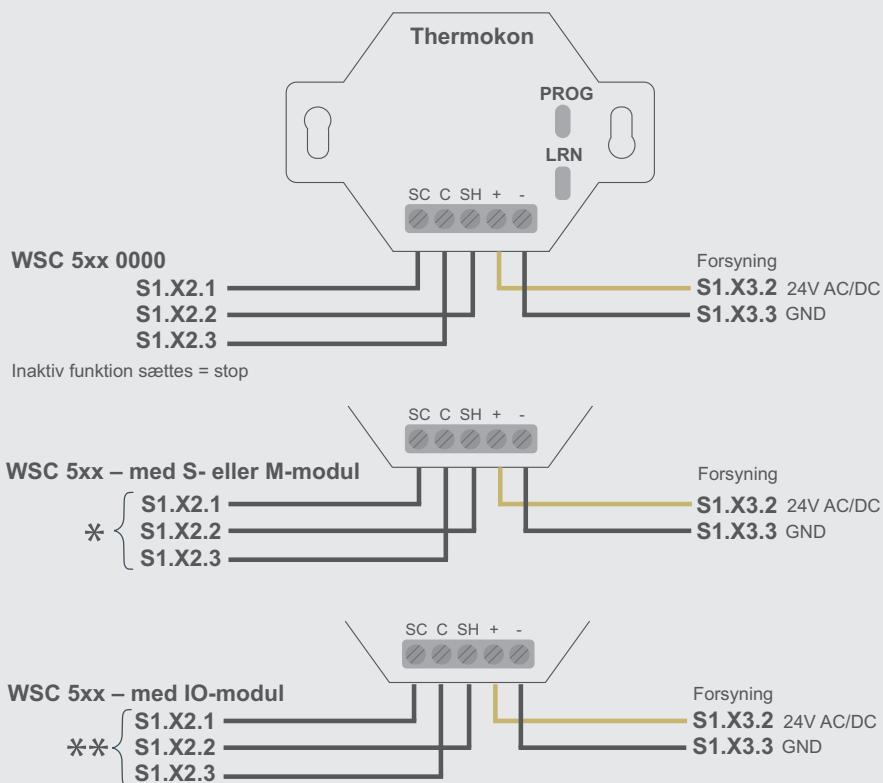 Thermokon
PROG
LRN
SC C SH + -
WSC 5xx 0000
S1.X2.1
S1.X2.2
S1.X2.3
Inaktiv funktion sættes = stop
Forsyning
S1.X3.2 24V AC/DC
S1.X3.3 GND
SC C SH + -
WSC 5xx – med S- eller M-modul
* S1.X2.1
S1.X2.2
S1.X2.3
Forsyning
S1.X3.2 24V AC/DC
S1.X3.3 GND
SC C SH + -
WSC 5xx – med IO-modul
** S1.X2.1
S1.X2.2
S1.X2.3
Forsyning
S1.X3.2 24V AC/DC
S1.X3.3 GND